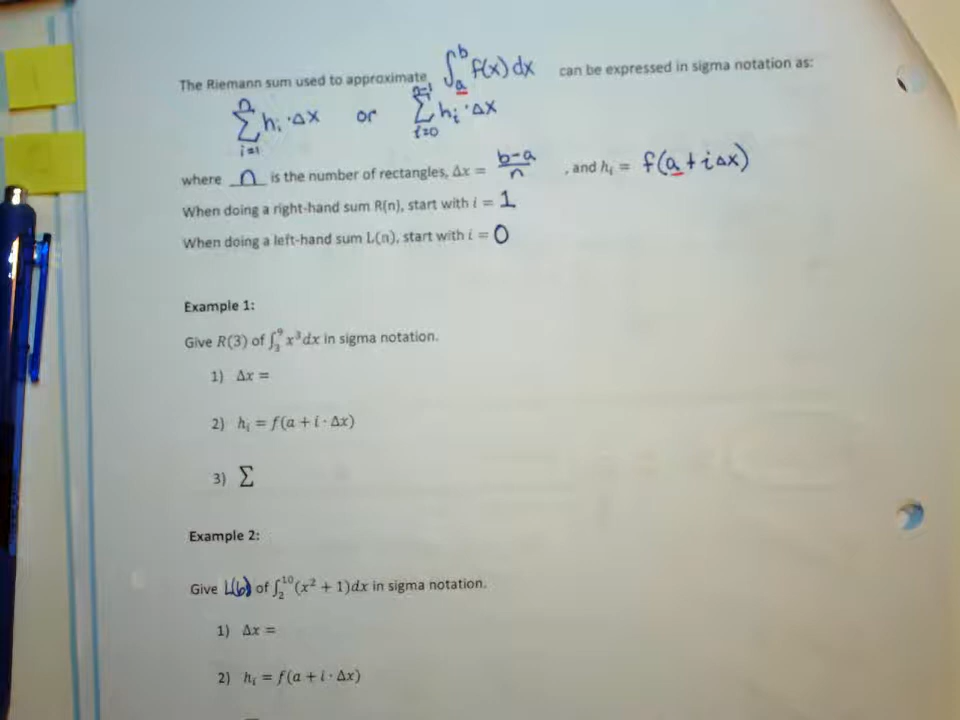 The Riemann sum used to approximate ∫_a^b f(x)dx can be expressed in sigma notation as:
∑_{i=1}^{n} h_i · Δx or ∑_{i=0}^{n-1} h_i · Δx
where n is the number of rectangles, Δx = (b-a)/n , and h_i = f(a+iΔx)
When doing a right-hand sum R(n), start with i = 1
When doing a left-hand sum L(n), start with i = 0
Example 1:
Give R(3) of ∫_3^9 x³dx in sigma notation.
1) Δx =
2) h_i = f(a + i · Δx)
3) ∑
Example 2:
Give L(6) of ∫_2^10 (x² + 1)dx in sigma notation.
1) Δx =
2) h_i = f(a + i · Δx)